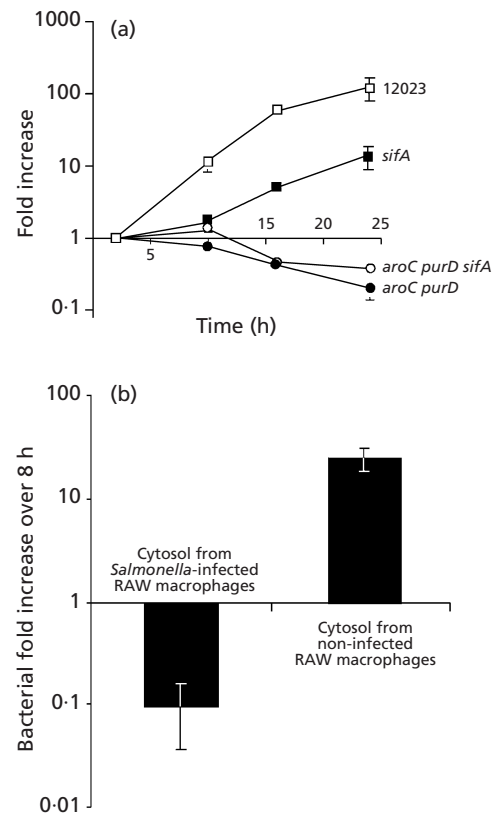 (a)
Fold increase
1000
100
10
1
0·1
5
10
15
20
25
Time (h)
12023
sifA
aroC purD sifA
aroC purD
(b)
Bacterial fold increase over 8 h
100
10
1
0·1
0·01
Cytosol from
Salmonella-infected
RAW macrophages
Cytosol from
non-infected
RAW macrophages